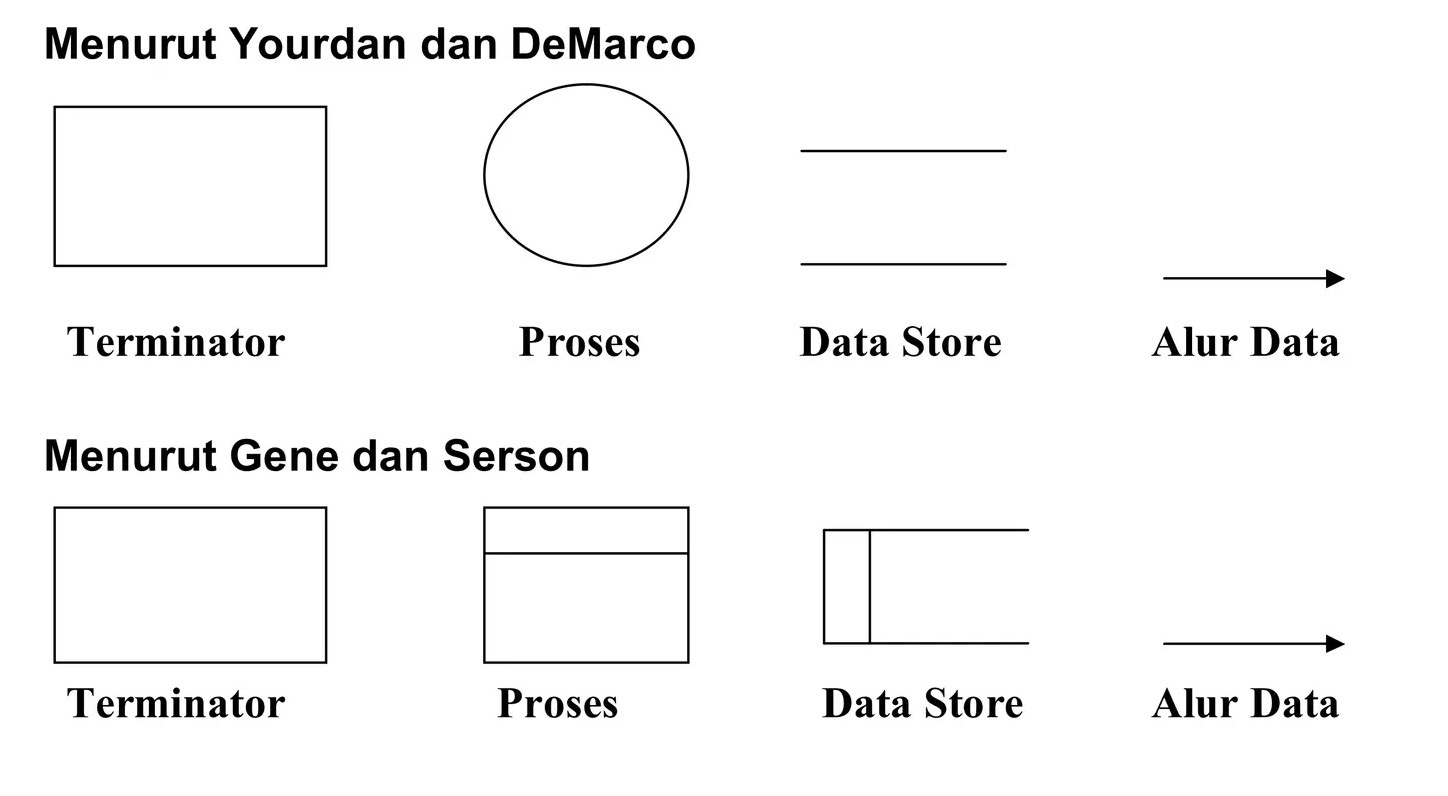 Menurut Yourdan dan DeMarco
Terminator Proses Data Store Alur Data
Menurut Gene dan Serson
Terminator Proses Data Store Alur Data